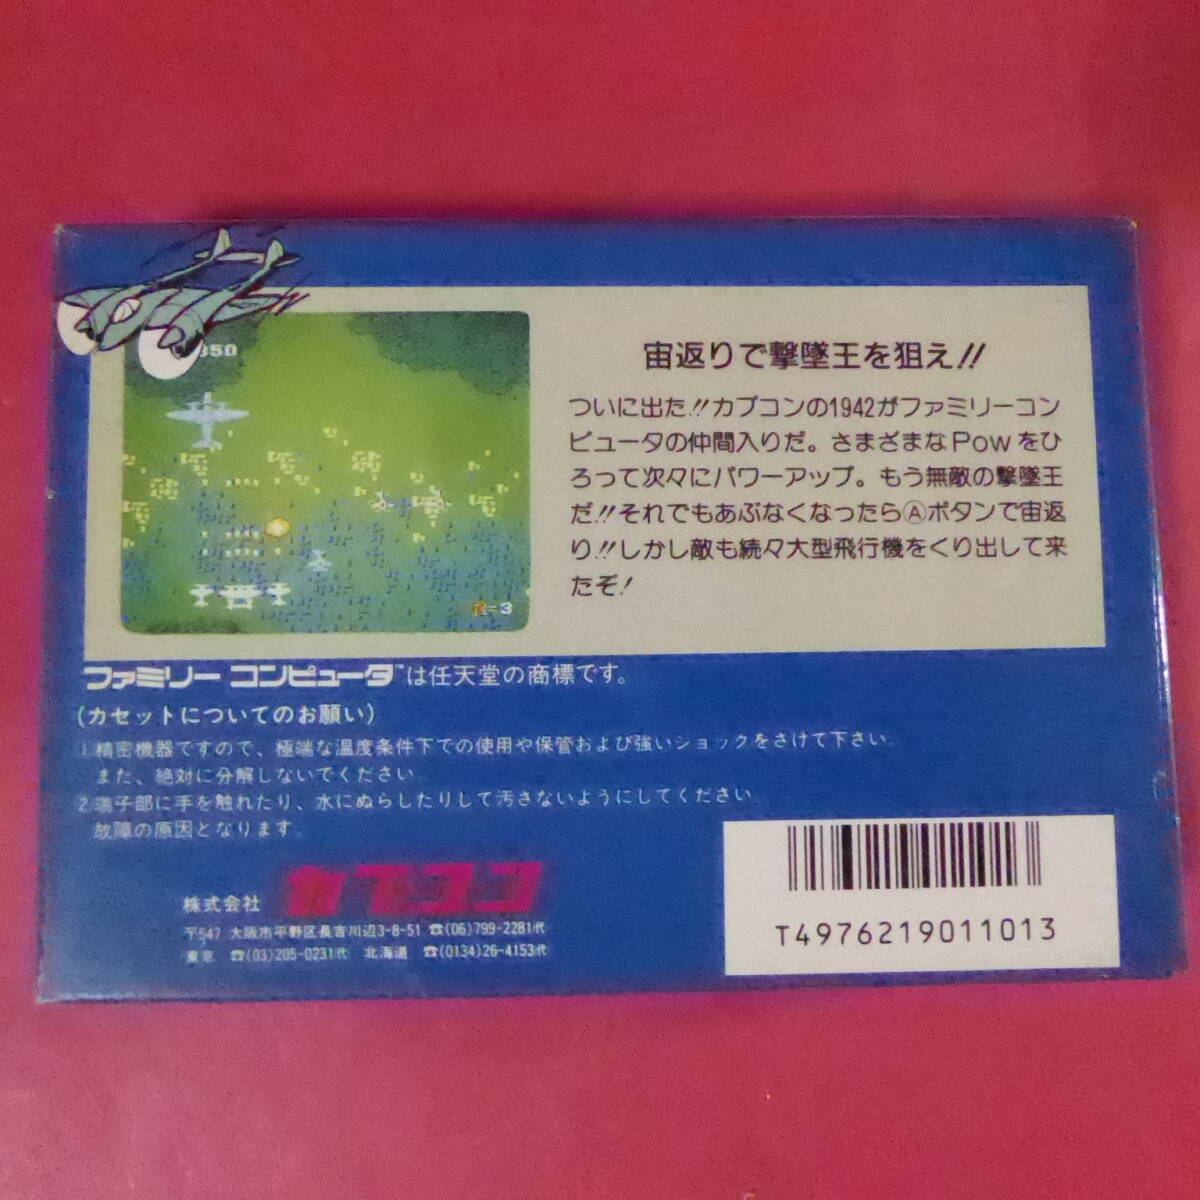 宙返りで撃墜王を狙え!!
ついに出た!!カプコンの1942がファミリーコン
ピュータの仲間入りだ。さまざまなPowをひ
ろって次々にパワーアップ。もう無敵の撃墜王
だ!!それでもあぶなくなったらⒶボタンで宙返
り!!しかし敵も続々大型飛行機をくり出して来
たぞ!
850
R=3
ファミリー コンピュータ™は任天堂の商標です。
(カセットについてのお願い)
1.精密機器ですので、極端な温度条件下での使用や保管および強いショックをさけて下さい。
また、絶対に分解しないでください。
2.端子部に手を触れたり、水にぬらしたりして汚さないようにしてください。
故障の原因となります。
株式会社 カプコン
〒547 大阪市平野区長吉川辺3-8-51 ☎(06)799-2281代
東京 ☎(03)205-0231代 北海道 ☎(0134)26-4153代
T4976219011013